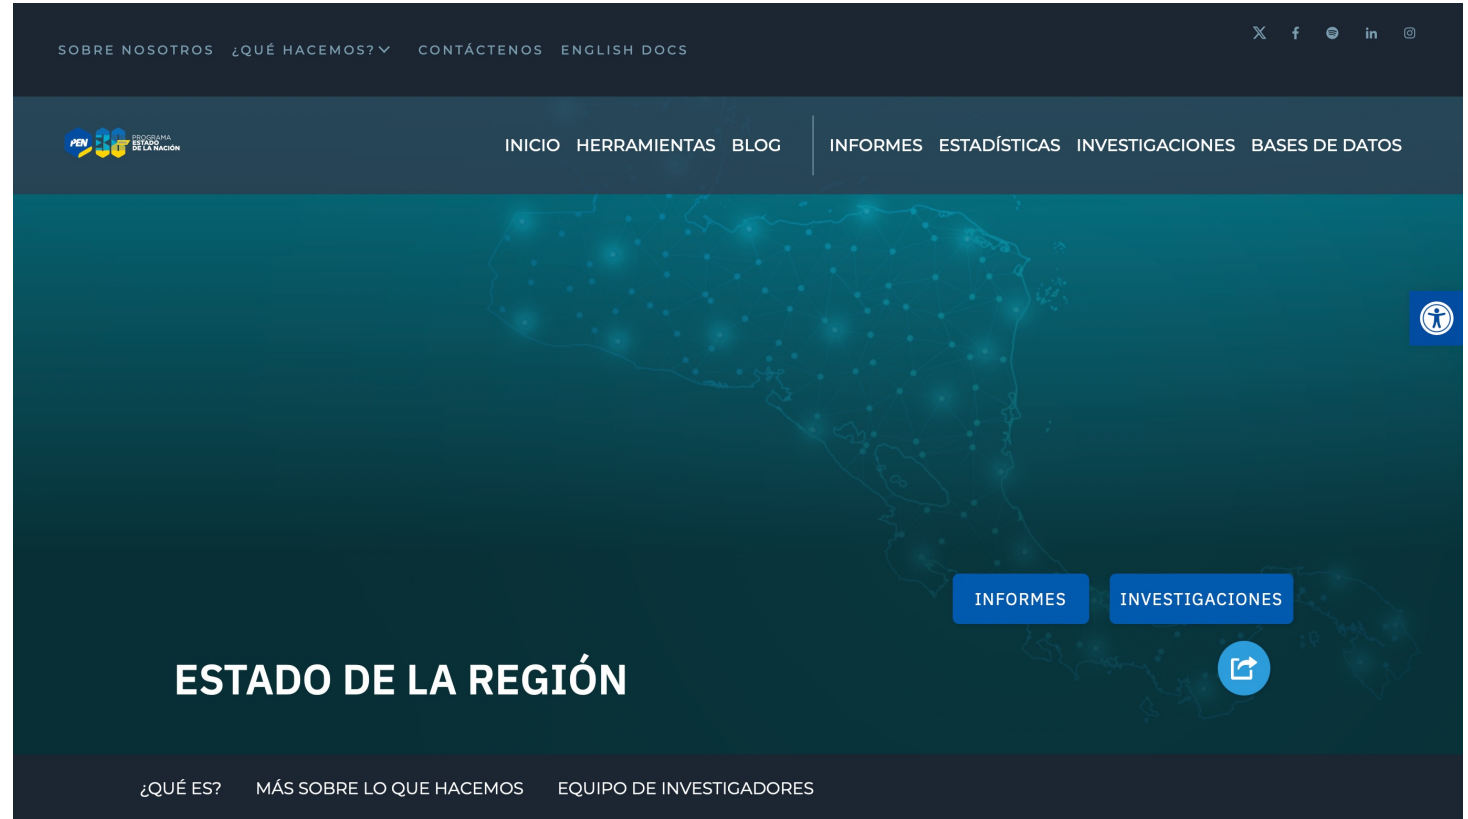 SOBRE NOSOTROS ¿QUÉ HACEMOS? CONTÁCTENOS ENGLISH DOCS
PEN 30 PROGRAMA
ESTADO
DE LA NACIÓN
INICIO HERRAMIENTAS BLOG INFORMES ESTADÍSTICAS INVESTIGACIONES BASES DE DATOS
INFORMES INVESTIGACIONES
ESTADO DE LA REGIÓN
¿QUÉ ES? MÁS SOBRE LO QUE HACEMOS EQUIPO DE INVESTIGADORES